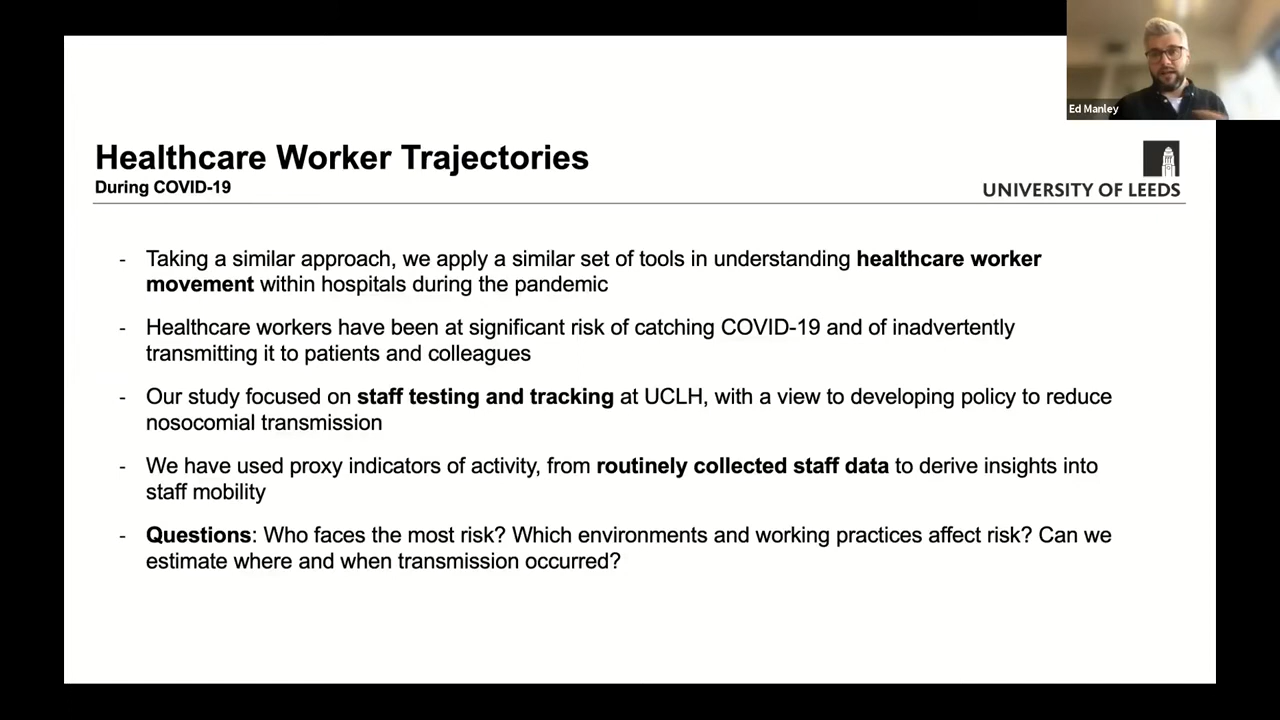 Ed Manley
Healthcare Worker Trajectories
During COVID-19
UNIVERSITY OF LEEDS
- Taking a similar approach, we apply a similar set of tools in understanding healthcare worker
movement within hospitals during the pandemic
- Healthcare workers have been at significant risk of catching COVID-19 and of inadvertently
transmitting it to patients and colleagues
- Our study focused on staff testing and tracking at UCLH, with a view to developing policy to reduce
nosocomial transmission
- We have used proxy indicators of activity, from routinely collected staff data to derive insights into
staff mobility
- Questions: Who faces the most risk? Which environments and working practices affect risk? Can we
estimate where and when transmission occurred?